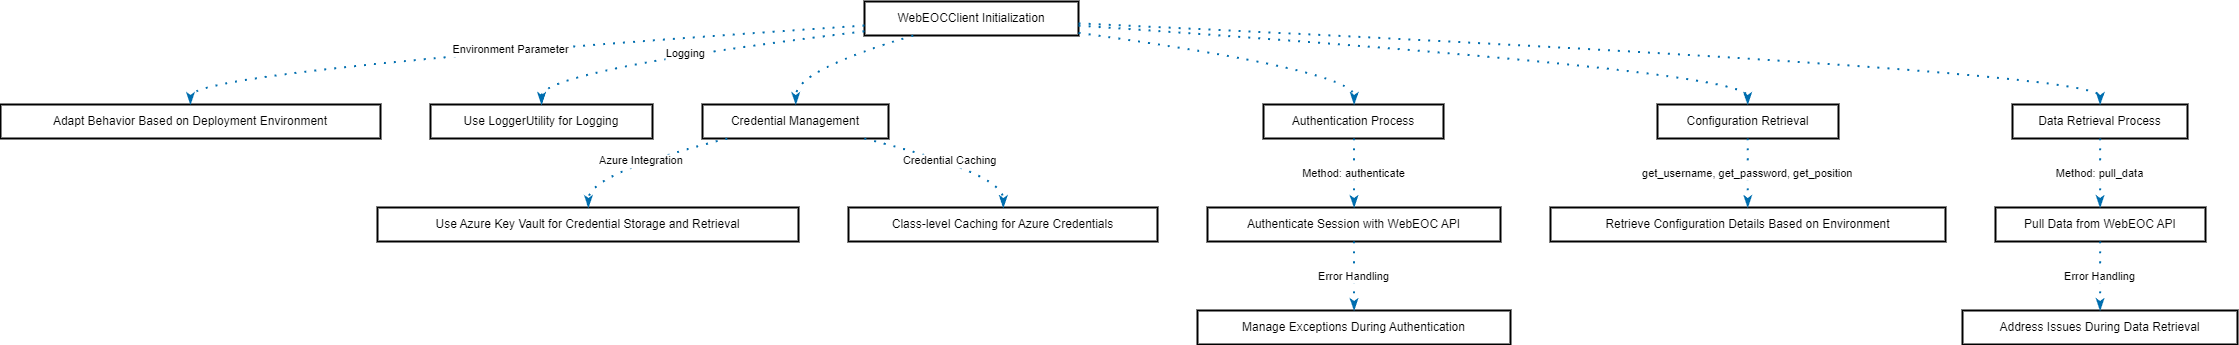 WebEOCClient Initialization
Environment Parameter
Logging
Adapt Behavior Based on Deployment Environment
Use LoggerUtility for Logging
Credential Management
Authentication Process
Configuration Retrieval
Data Retrieval Process
Azure Integration
Credential Caching
Method: authenticate
get_username, get_password, get_position
Method: pull_data
Use Azure Key Vault for Credential Storage and Retrieval
Class-level Caching for Azure Credentials
Authenticate Session with WebEOC API
Retrieve Configuration Details Based on Environment
Pull Data from WebEOC API
Error Handling
Error Handling
Manage Exceptions During Authentication
Address Issues During Data Retrieval